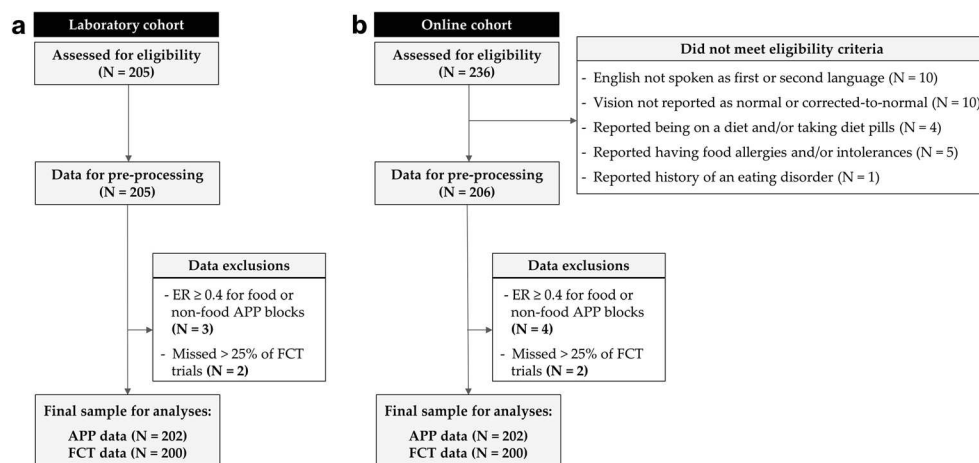 a
Laboratory cohort
Assessed for eligibility
(N = 205)
Data for pre-processing
(N = 205)
Data exclusions
- ER ≥ 0.4 for food or
non-food APP blocks
(N = 3)
- Missed > 25% of FCT
trials (N = 2)
Final sample for analyses:
APP data (N = 202)
FCT data (N = 200)
b
Online cohort
Assessed for eligibility
(N = 236)
Did not meet eligibility criteria
- English not spoken as first or second language (N = 10)
- Vision not reported as normal or corrected-to-normal (N = 10)
- Reported being on a diet and/or taking diet pills (N = 4)
- Reported having food allergies and/or intolerances (N = 5)
- Reported history of an eating disorder (N = 1)
Data for pre-processing
(N = 206)
Data exclusions
- ER ≥ 0.4 for food or
non-food APP blocks
(N = 4)
- Missed > 25% of FCT
trials (N = 2)
Final sample for analyses:
APP data (N = 202)
FCT data (N = 200)